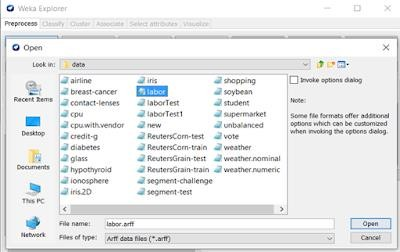 Weka Explorer
Preprocess Classify Cluster Associate Select attributes Visualize
Open
Look in: data
Recent Items
Desktop
Documents
This PC
Network
airline
breast-cancer
contact-lenses
cpu
cpu.with.vendor
credit-g
diabetes
glass
hypothyroid
ionosphere
iris.2D
iris
labor
laborTest
laborTest1
new
ReutersCorn-test
ReutersCorn-train
ReutersGrain-test
ReutersGrain-train
segment-challenge
segment-test
shopping
soybean
student
supermarket
unbalanced
vote
weather
weather.nominal
weather.numeric
Invoke options dialog
Note:
Some file formats offer additional
options which can be customized
when invoking the options dialog.
File name: labor.arff
Open
Files of type: Arff data files (*.arff)
Cancel